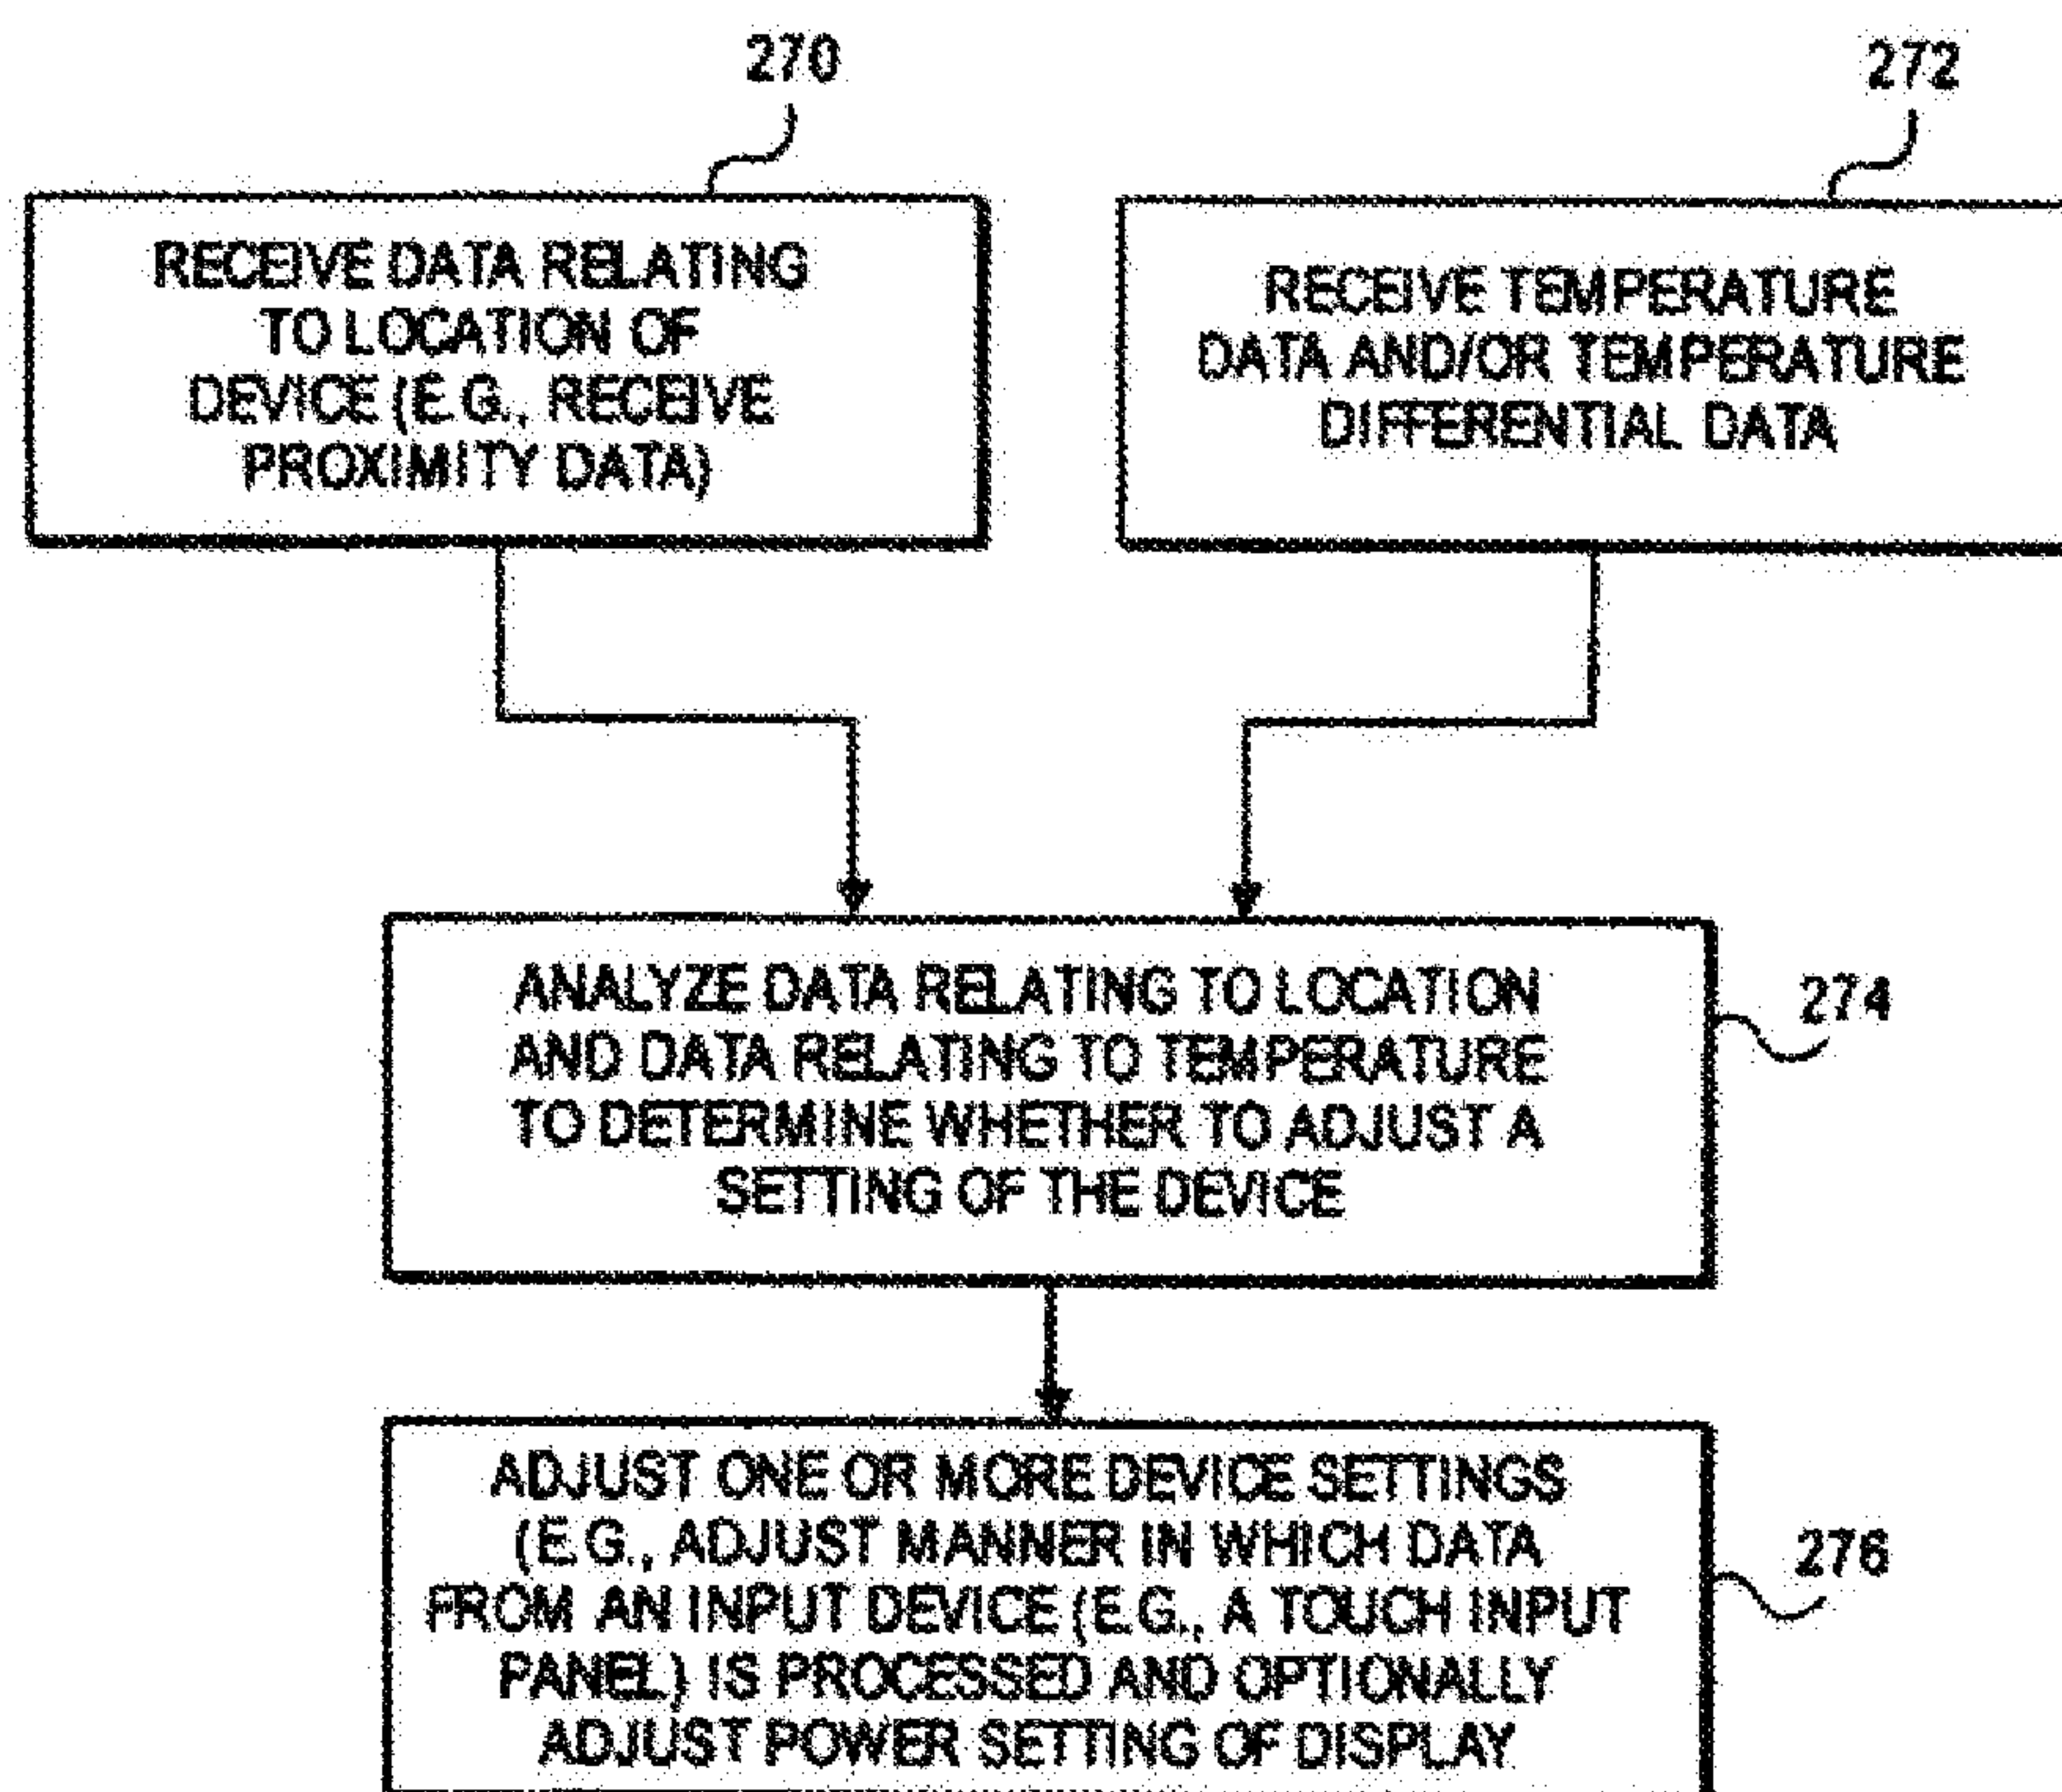 270
RECEIVE DATA RELATING
TO LOCATION OF
DEVICE (E.G., RECEIVE
PROXIMITY DATA)
272
RECEIVE TEMPERATURE
DATA AND/OR TEMPERATURE
DIFFERENTIAL DATA
ANALYZE DATA RELATING TO LOCATION
AND DATA RELATING TO TEMPERATURE
TO DETERMINE WHETHER TO ADJUST A
SETTING OF THE DEVICE
274
ADJUST ONE OR MORE DEVICE SETTINGS
(E.G., ADJUST MANNER IN WHICH DATA
FROM AN INPUT DEVICE (E.G., A TOUCH INPUT
PANEL) IS PROCESSED AND OPTIONALLY
ADJUST POWER SETTING OF DISPLAY
276